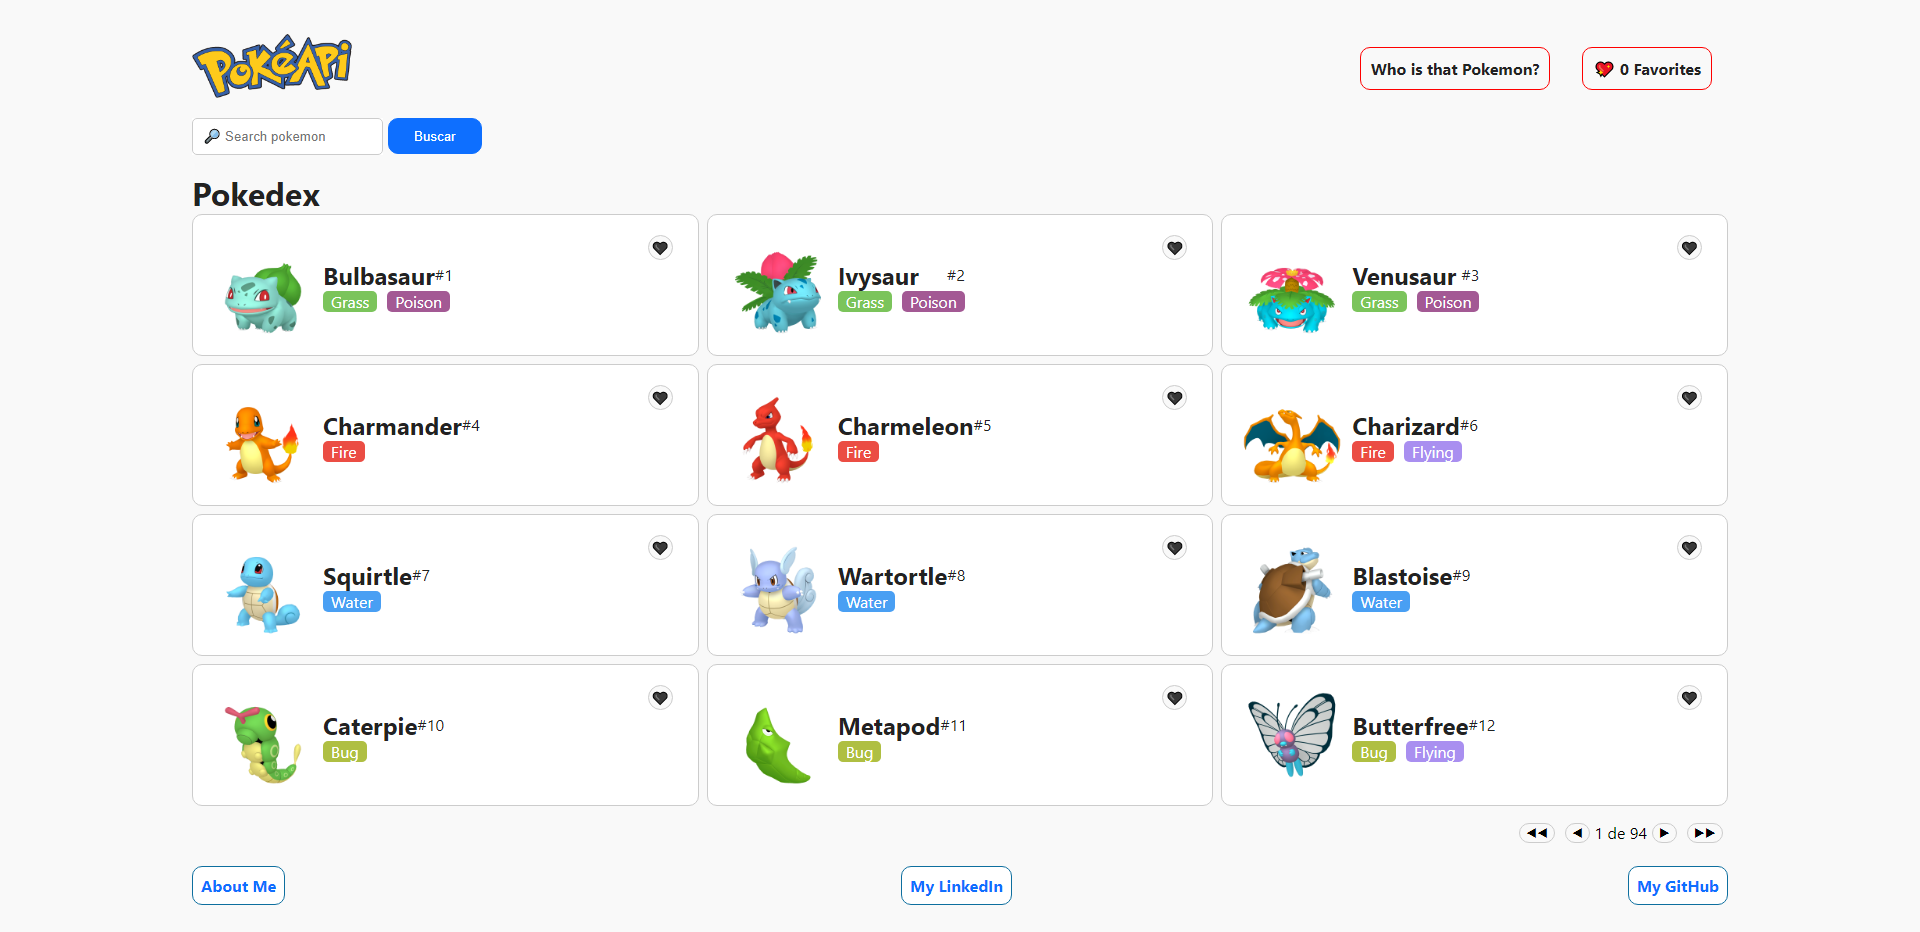 PokéApi
Who is that Pokemon?
💘 0 Favorites
🔎 Search pokemon
Buscar
Pokedex
Bulbasaur #1
Grass Poison
Ivysaur #2
Grass Poison
Venusaur #3
Grass Poison
Charmander #4
Fire
Charmeleon #5
Fire
Charizard #6
Fire Flying
Squirtle #7
Water
Wartortle #8
Water
Blastoise #9
Water
Caterpie #10
Bug
Metapod #11
Bug
Butterfree #12
Bug Flying
1 de 94
About Me
My LinkedIn
My GitHub